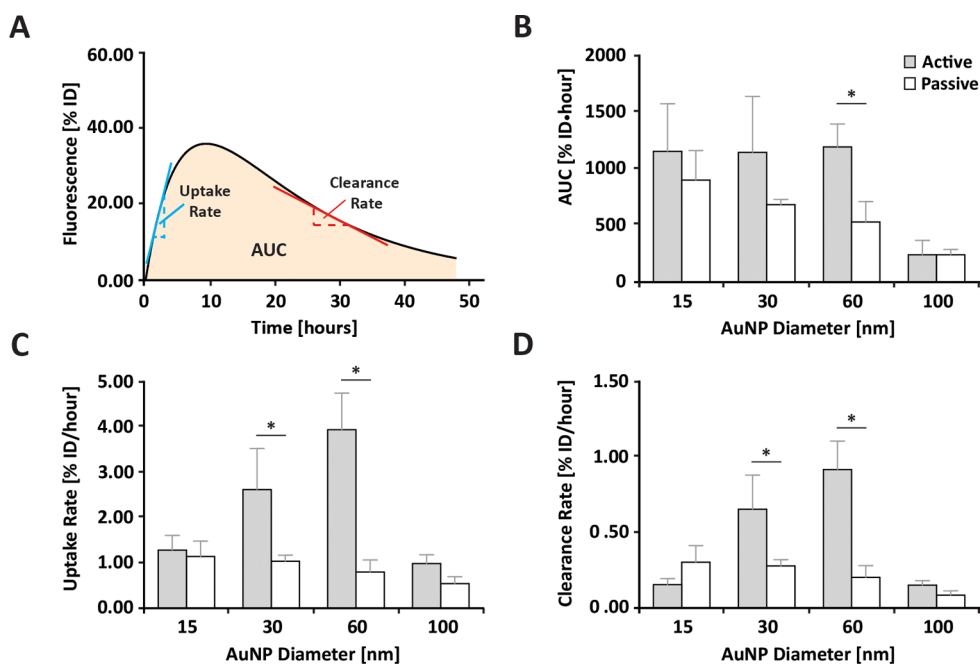 A
Fluorescence [% ID]
60.00
40.00
20.00
0.00
Uptake
Rate
Clearance
Rate
AUC
0 10 20 30 40 50
Time [hours]
B
AUC [% ID•hour]
2000
1500
1000
500
0
Active
Passive
*
15 30 60 100
AuNP Diameter [nm]
C
Uptake Rate [% ID/hour]
5.00
4.00
3.00
2.00
1.00
0.00
*
*
15 30 60 100
AuNP Diameter [nm]
D
Clearance Rate [% ID/hour]
1.50
1.00
0.50
0.00
*
*
15 30 60 100
AuNP Diameter [nm]